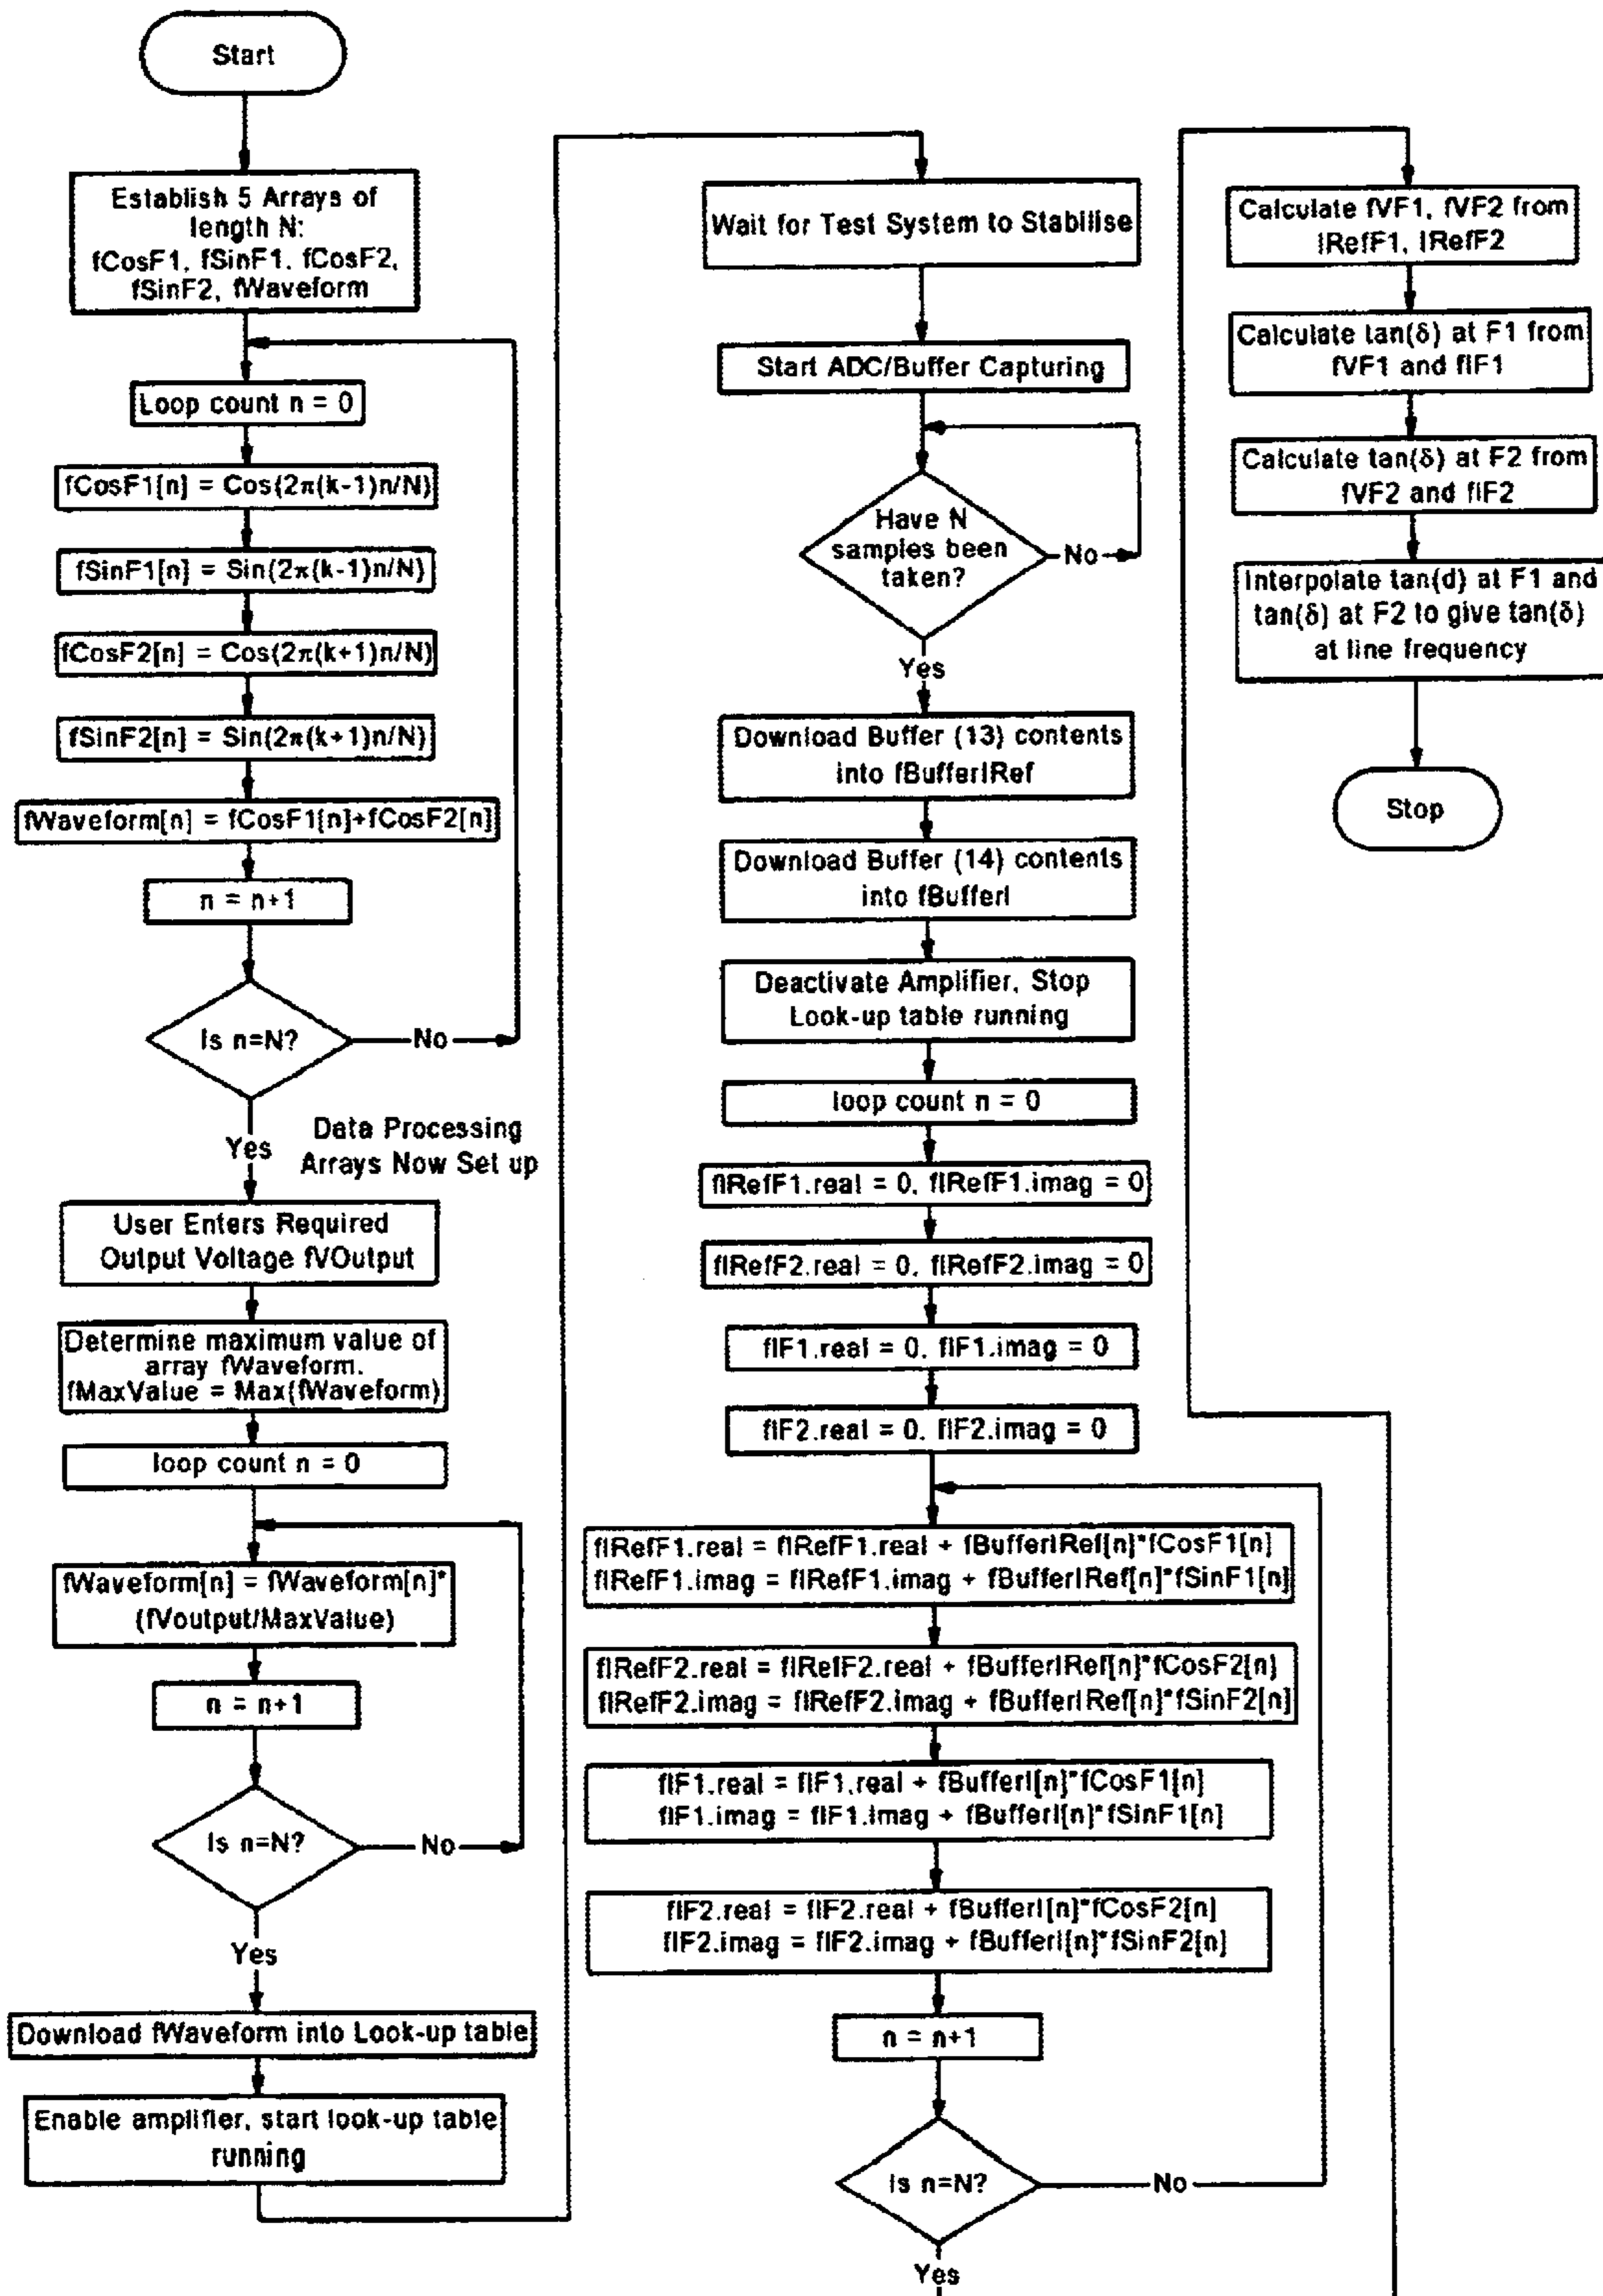 Start
Establish 5 Arrays of
length N:
fCosF1, fSinF1. fCosF2,
fSinF2, fWaveform
Loop count n = 0
fCosF1[n] = Cos(2π(k-1)n/N)
fSinF1[n] = Sin(2π(k-1)n/N)
fCosF2[n] = Cos(2π(k+1)n/N)
fSinF2[n] = Sin(2π(k+1)n/N)
fWaveform[n] = fCosF1[n]+fCosF2[n]
n = n+1
Is n=N?
No
Yes
Data Processing
Arrays Now Set up
User Enters Required
Output Voltage fVOutput
Determine maximum value of
array fWaveform.
fMaxValue = Max(fWaveform)
loop count n = 0
fWaveform[n] = fWaveform[n]*
(fVoutput/MaxValue)
n = n+1
Is n=N?
No
Yes
Download fWaveform into Look-up table
Enable amplifier, start look-up table
running
Wait for Test System to Stabilise
Start ADC/Buffer Capturing
Have N
samples been
taken?
No
Yes
Download Buffer (13) contents
into fBufferIRef
Download Buffer (14) contents
into fBufferI
Deactivate Amplifier, Stop
Look-up table running
loop count n = 0
fIRefF1.real = 0, fIRefF1.imag = 0
fIRefF2.real = 0, fIRefF2.imag = 0
fIF1.real = 0. fIF1.imag = 0
fIF2.real = 0. fIF2.imag = 0
fIRefF1.real = fIRefF1.real + fBufferIRef[n]*fCosF1[n]
fIRefF1.imag = fIRefF1.imag + fBufferIRef[n]*fSinF1[n]
fIRefF2.real = fIRefF2.real + fBufferIRef[n]*fCosF2[n]
fIRefF2.imag = fIRefF2.imag + fBufferIRef[n]*fSinF2[n]
fIF1.real = fIF1.real + fBufferI[n]*fCosF1[n]
fIF1.imag = fIF1.imag + fBufferI[n]*fSinF1[n]
fIF2.real = fIF2.real + fBufferI[n]*fCosF2[n]
fIF2.imag = fIF2.imag + fBufferI[n]*fSinF2[n]
n = n+1
Is n=N?
No
Yes
Calculate fVF1, fVF2 from
IRefF1, IRefF2
Calculate tan(δ) at F1 from
fVF1 and fIF1
Calculate tan(δ) at F2 from
fVF2 and fIF2
Interpolate tan(d) at F1 and
tan(δ) at F2 to give tan(δ)
at line frequency
Stop